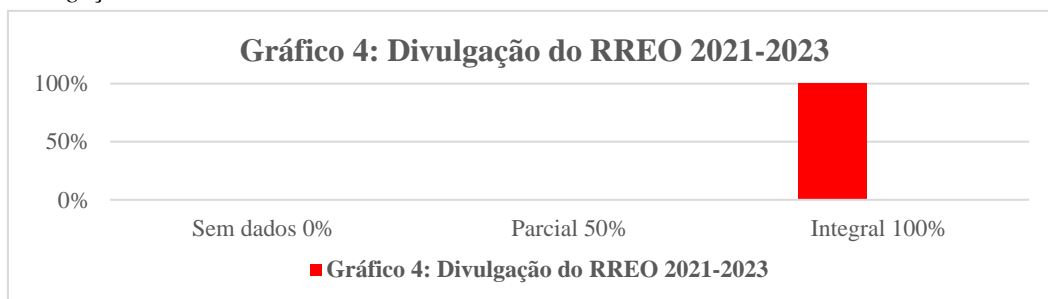 Gráfico 4: Divulgação do RREO 2021-2023
100%
50%
0%
Sem dados 0% Parcial 50% Integral 100%
Gráfico 4: Divulgação do RREO 2021-2023